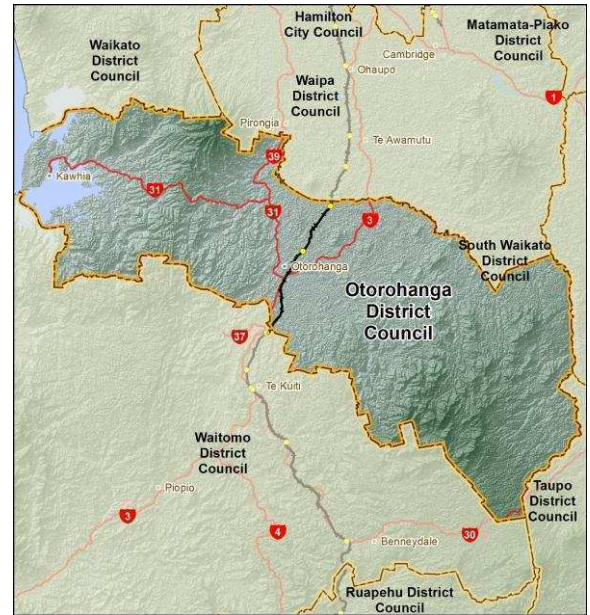 Hamilton
City Council
Matamata-Piako
District
Council
Waikato
District
Council
Cambridge
Ohaupo
Waipa
District
Council
1
Pirongia
Te Awamutu
39
Kawhia
31
31
3
South Waikato
District
Council
Otorohanga
Otorohanga
District
Council
37
Te Kuiti
Waitomo
District
Council
Piopio
Taupo
District
Council
3
4
30
Benneydale
Ruapehu District
Council